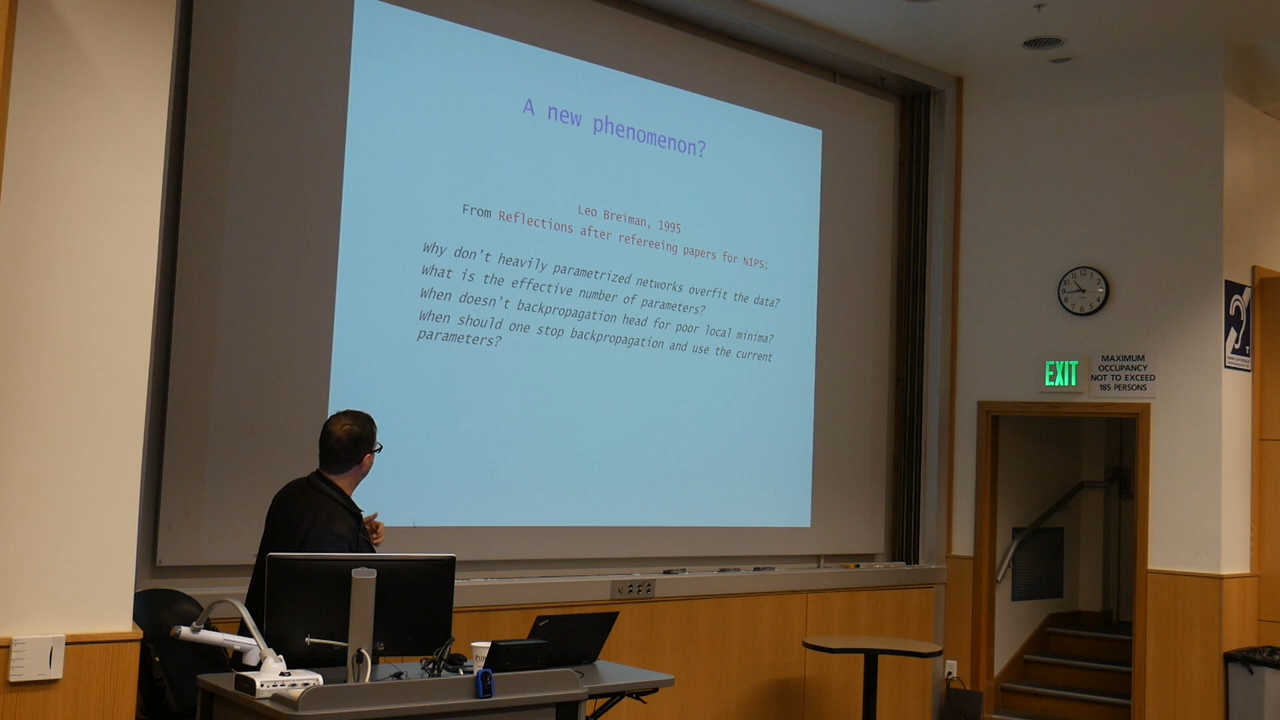 A new phenomenon?
Leo Breiman, 1995
From Reflections after refereeing papers for NIPS:
Why don't heavily parametrized networks overfit the data?
What is the effective number of parameters?
When doesn't backpropagation head for poor local minima?
When should one stop backpropagation and use the current
parameters?
EXIT
MAXIMUM
OCCUPANCY
NOT TO EXCEED
185 PERSONS